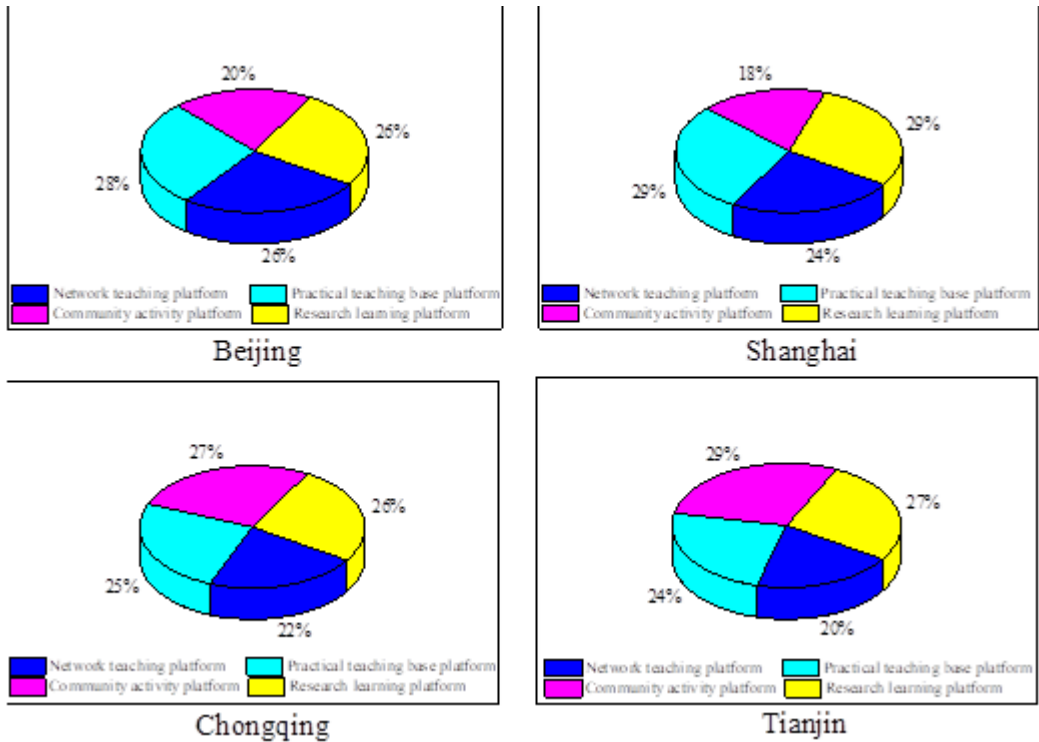 20%
26%
28%
26%
Network teaching platform Practical teaching base platform
Community activity platform Research learning platform
Beijing
18%
29%
29%
24%
Network teaching platform Practical teaching base platform
Community activity platform Research learning platform
Shanghai
27%
26%
25%
22%
Network teaching platform Practical teaching base platform
Community activity platform Research learning platform
Chongqing
29%
27%
24%
20%
Network teaching platform Practical teaching base platform
Community activity platform Research learning platform
Tianjin